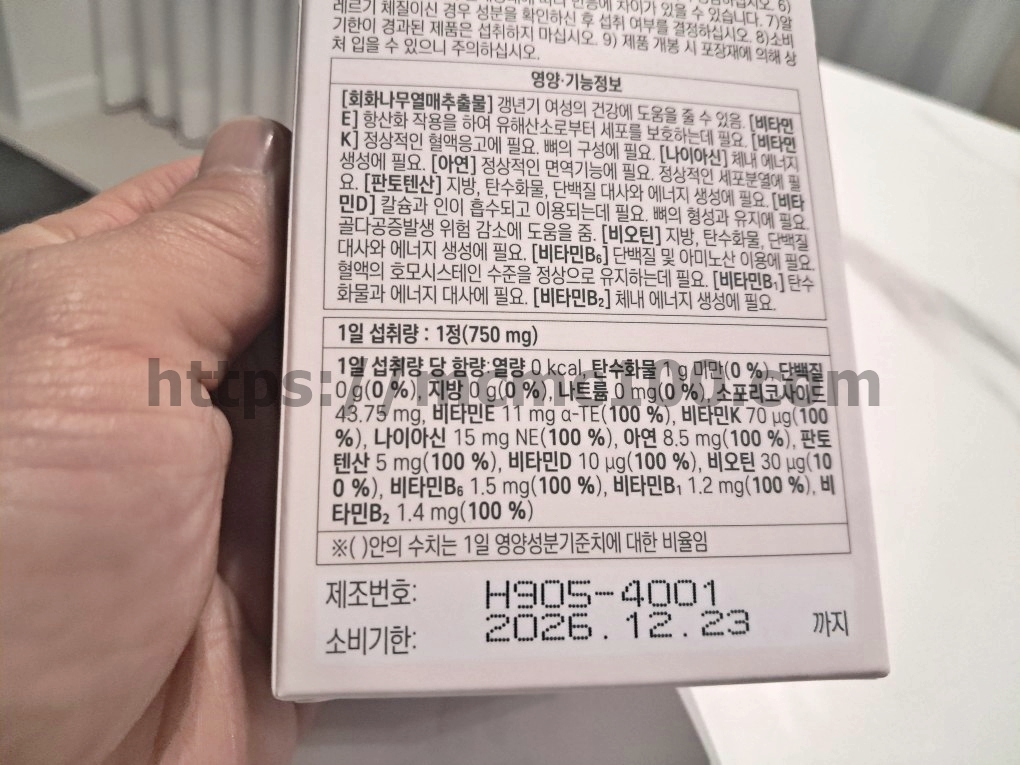 차이가 있을 수 있습니다. 6)
레르기 체질이신 경우 성분을 확인하신 후 섭취 여부를 결정하십시오. 8)소비
기한이 경과된 제품은 섭취하지 마십시오. 9) 제품 개봉 시 포장재에 의해 상
처 입을 수 있으니 주의하십시오.
영양·기능정보
[회화나무열매추출물] 갱년기 여성의 건강에 도움을 줄 수 있음. [비타민
E] 항산화 작용을 하여 유해산소로부터 세포를 보호하는데 필요. [비타민
K] 정상적인 혈액응고에 필요. 뼈의 구성에 필요. [나이아신] 체내 에너지
생성에 필요. [아연] 정상적인 면역기능에 필요. 정상적인 세포분열에 필
요. [판토텐산] 지방, 탄수화물, 단백질 대사와 에너지 생성에 필요. [비타
민D] 칼슘과 인이 흡수되고 이용되는데 필요. 뼈의 형성과 유지에 필요.
골다공증발생 위험 감소에 도움을 줌. [비오틴] 지방, 탄수화물, 단백질
대사와 에너지 생성에 필요. [비타민B₆] 단백질 및 아미노산 이용에 필요.
혈액의 호모시스테인 수준을 정상으로 유지하는데 필요. [비타민B₁] 탄수
화물과 에너지 대사에 필요. [비타민B₂] 체내 에너지 생성에 필요.
1일 섭취량 : 1정(750 mg)
1일 섭취량 당 함량:열량 0 kcal, 탄수화물 1 g 미만(0 %), 단백질
0 g(0 %), 지방 0 g(0 %), 나트륨 0 mg(0 %), 소포리코사이드
43.75 mg, 비타민E 11 mg α-TE(100 %), 비타민K 70 µg(100
%), 나이아신 15 mg NE(100 %), 아연 8.5 mg(100 %), 판토
텐산 5 mg(100 %), 비타민D 10 µg(100 %), 비오틴 30 µg(10
0 %), 비타민B₆ 1.5 mg(100 %), 비타민B₁ 1.2 mg(100 %), 비
타민B₂ 1.4 mg(100 %)
※( )안의 수치는 1일 영양성분기준치에 대한 비율임
제조번호: H905-4001
소비기한: 2026.12.23 까지